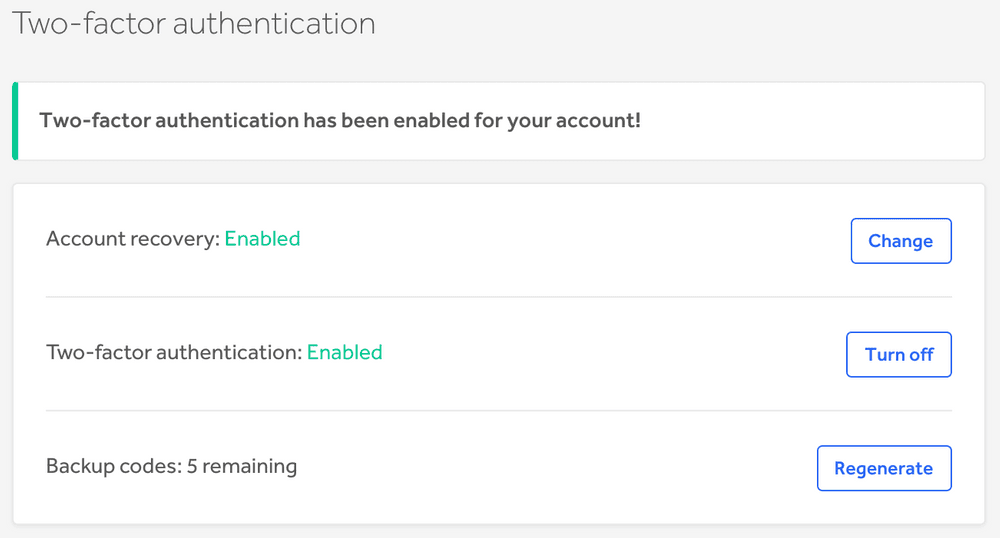 Two-factor authentication
Two-factor authentication has been enabled for your account!
Account recovery: Enabled
Change
Two-factor authentication: Enabled
Turn off
Backup codes: 5 remaining
Regenerate